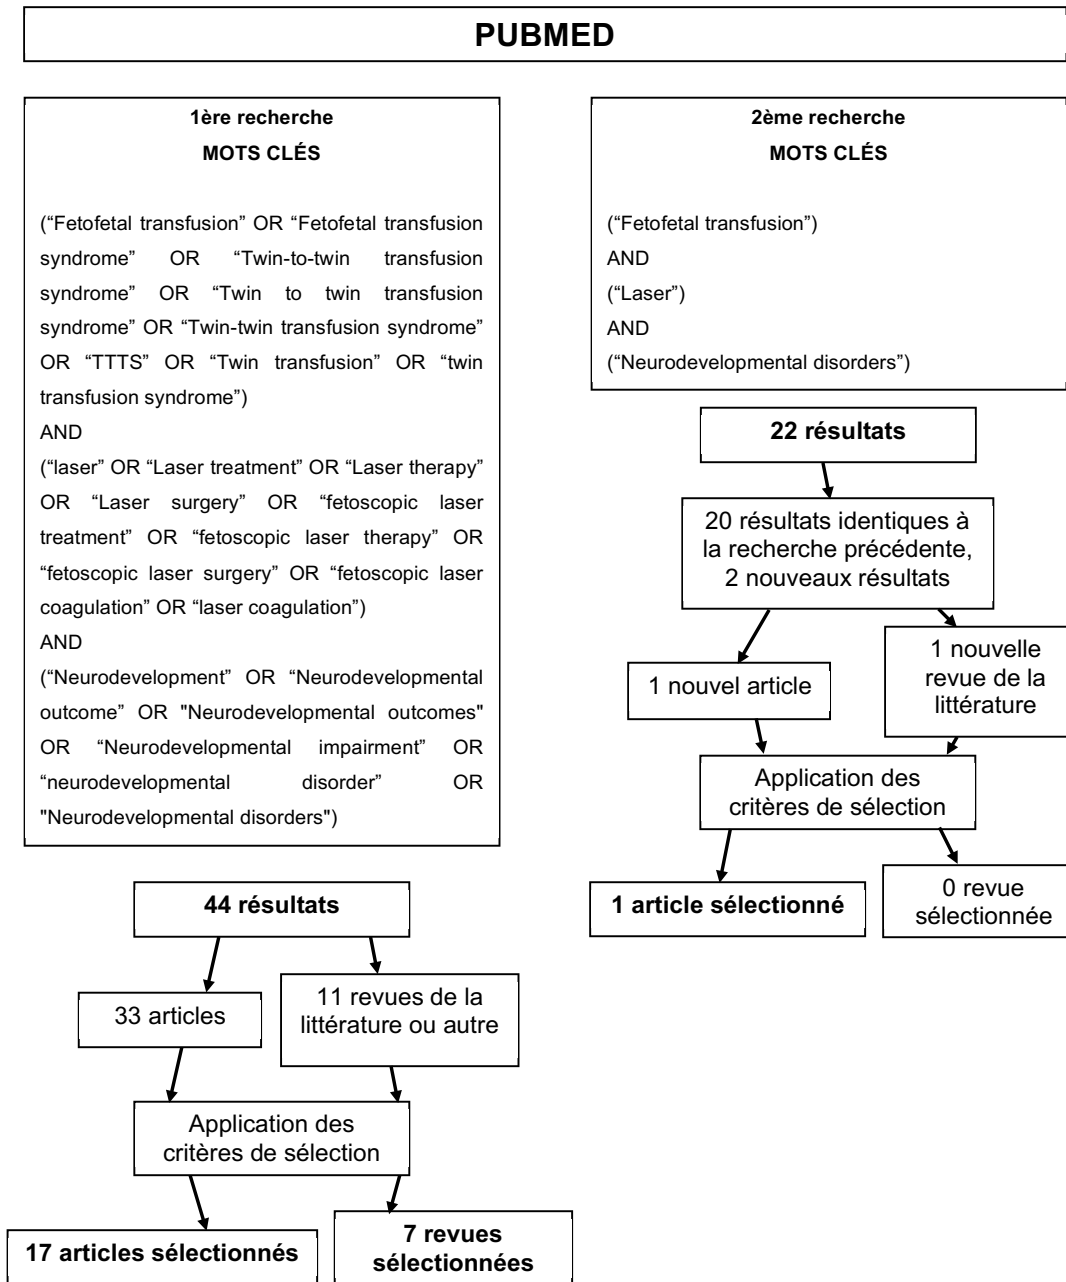 PUBMED
1ère recherche
MOTS CLÉS
(“Fetofetal transfusion” OR “Fetofetal transfusion
syndrome” OR “Twin-to-twin transfusion
syndrome” OR “Twin to twin transfusion
syndrome” OR “Twin-twin transfusion syndrome”
OR “TTTS” OR “Twin transfusion” OR “twin
transfusion syndrome”)
AND
(“laser” OR “Laser treatment” OR “Laser therapy”
OR “Laser surgery” OR “fetoscopic laser
treatment” OR “fetoscopic laser therapy” OR
“fetoscopic laser surgery” OR “fetoscopic laser
coagulation” OR “laser coagulation”)
AND
(“Neurodevelopment” OR “Neurodevelopmental
outcome” OR "Neurodevelopmental outcomes"
OR “Neurodevelopmental impairment” OR
“neurodevelopmental disorder” OR
"Neurodevelopmental disorders")
44 résultats
33 articles
11 revues de la
littérature ou autre
Application des
critères de sélection
17 articles sélectionnés
7 revues
sélectionnées
2ème recherche
MOTS CLÉS
(“Fetofetal transfusion”)
AND
(“Laser”)
AND
(“Neurodevelopmental disorders”)
22 résultats
20 résultats identiques à
la recherche précédente,
2 nouveaux résultats
1 nouvel article
1 nouvelle
revue de la
littérature
Application des
critères de sélection
1 article sélectionné
0 revue
sélectionnée